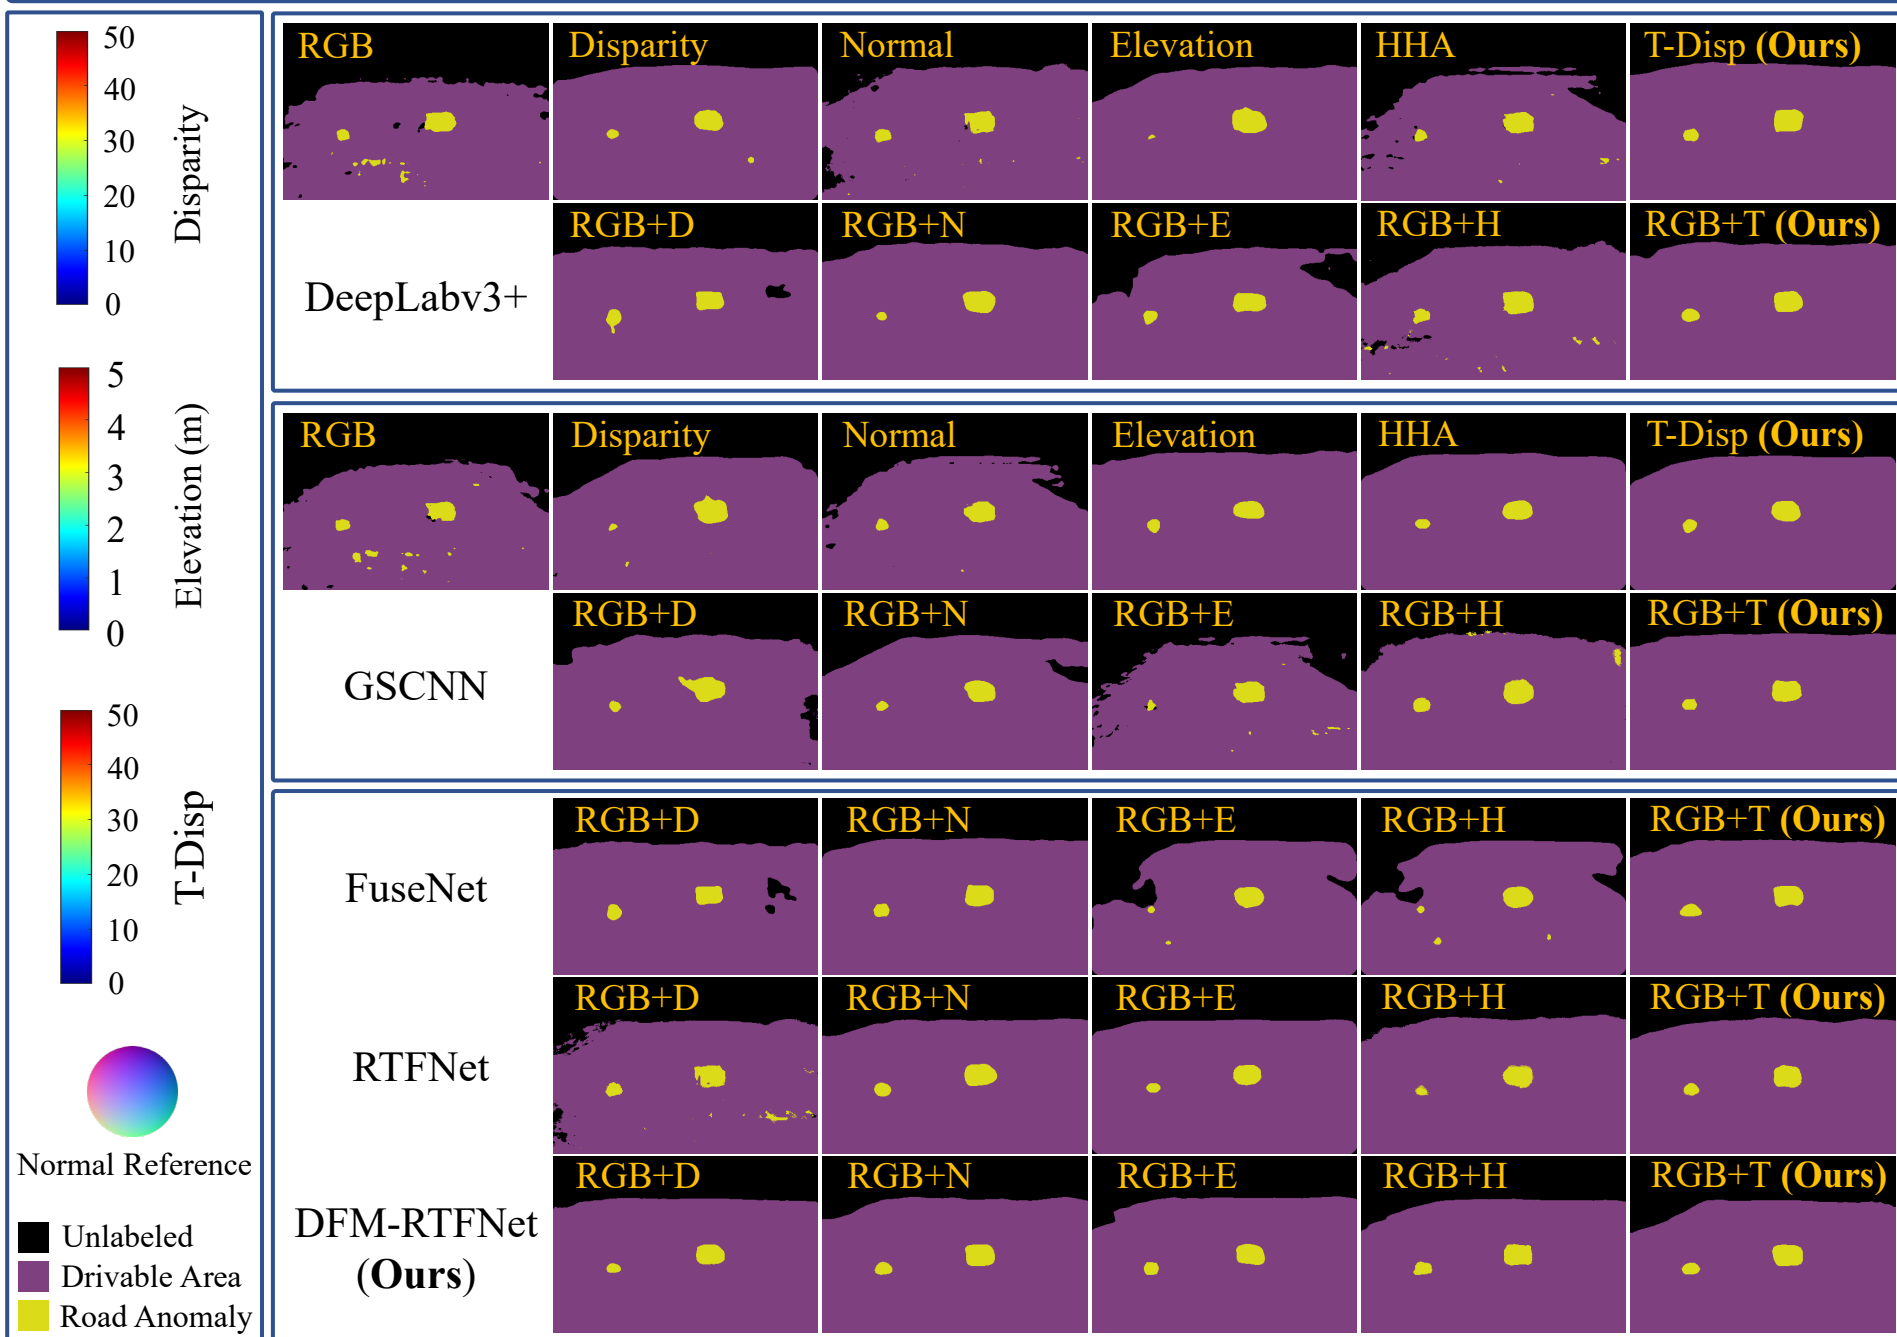 50
40
30
20
10
0
Disparity
5
4
3
2
1
0
Elevation (m)
50
40
30
20
10
0
T-Disp
Normal Reference
Unlabeled
Drivable Area
Road Anomaly
RGB
Disparity
Normal
Elevation
HHA
T-Disp (Ours)
DeepLabv3+
RGB+D
RGB+N
RGB+E
RGB+H
RGB+T (Ours)
RGB
Disparity
Normal
Elevation
HHA
T-Disp (Ours)
GSCNN
RGB+D
RGB+N
RGB+E
RGB+H
RGB+T (Ours)
FuseNet
RGB+D
RGB+N
RGB+E
RGB+H
RGB+T (Ours)
RTFNet
RGB+D
RGB+N
RGB+E
RGB+H
RGB+T (Ours)
DFM-RTFNet
(Ours)
RGB+D
RGB+N
RGB+E
RGB+H
RGB+T (Ours)